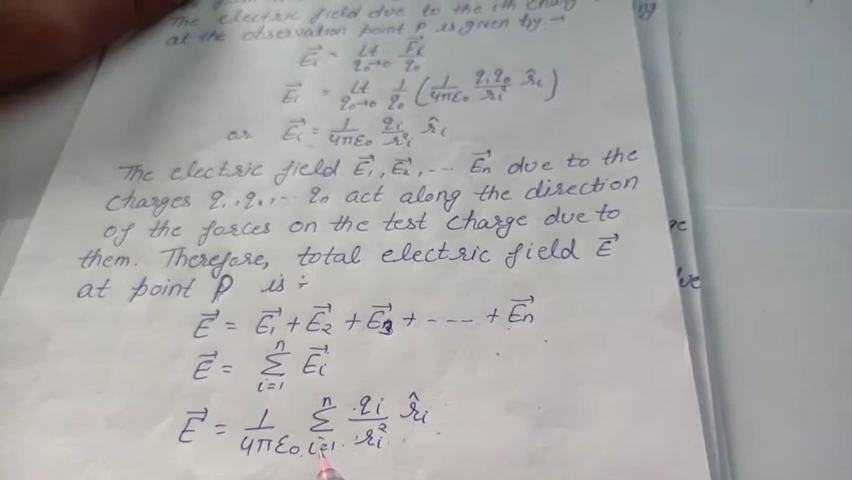 The electric field due to the ith charge
at the observation point P is given by →
E⃗i = Lt q₀→0 F⃗i/q₀
E⃗i = Lt q₀→0 1/q₀ (1/4πε₀ qiq₀/ri² r̂i)
or E⃗i = 1/4πε₀ qi/ri² r̂i
The electric field E⃗₁, E⃗₂, ... E⃗n due to the
charges q₁, q₂, ... qn act along the direction
of the forces on the test charge due to
them. Therefore, total electric field E⃗
at point P is :-
E⃗ = E⃗₁ + E⃗₂ + E⃗₃ + ---- + E⃗n
E⃗ = n Σ i=1 E⃗i
E⃗ = 1/4πε₀ n Σ i=1 qi/ri² r̂i